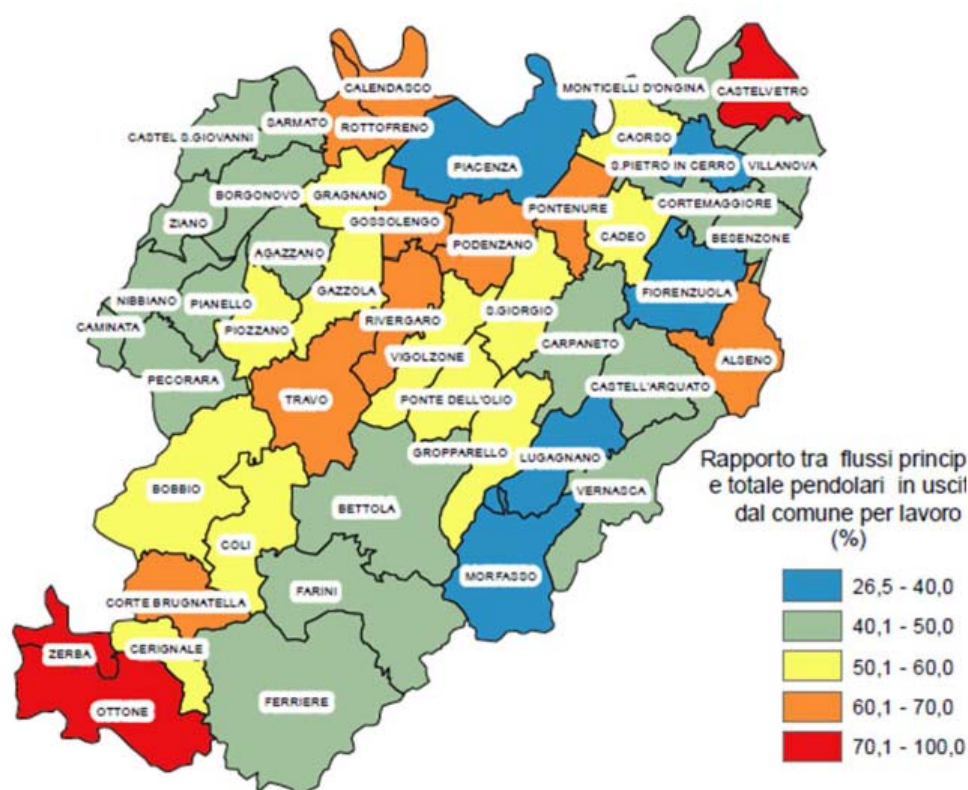 CALENDASCO
MONTICELLI D'ONGINA
CASTELVETRO
SARMATO
ROTTOFRENO
CAORSO
CASTEL S.GIOVANNI
PIACENZA
S.PIETRO IN CERRO
VILLANOVA
BORGONOVO
GRAGNANO
CORTEMAGGIORE
ZIANO
GOSSOLENGO
PONTENURE
PODENZANO
CADEO
BESENZONE
AGAZZANO
GAZZOLA
FIORENZUOLA
NIBBIANO
PIANELLO
S.GIORGIO
RIVERGARO
CAMINATA
PIOZZANO
CARPANETO
VIGOLZONE
ALSENO
PECORARA
CASTELL'ARQUATO
TRAVO
PONTE DELL'OLIO
GROPPARELLO
LUGAGNANO
BOBBIO
VERNASCA
BETTOLA
COLI
MORFASSO
FARINI
CORTE BRUGNATELLA
CERIGNALE
ZERBA
FERRIERE
OTTONE
Rapporto tra flussi princip
e totale pendolari in uscit
dal comune per lavoro
(%)
26,5 - 40,0
40,1 - 50,0
50,1 - 60,0
60,1 - 70,0
70,1 - 100,0